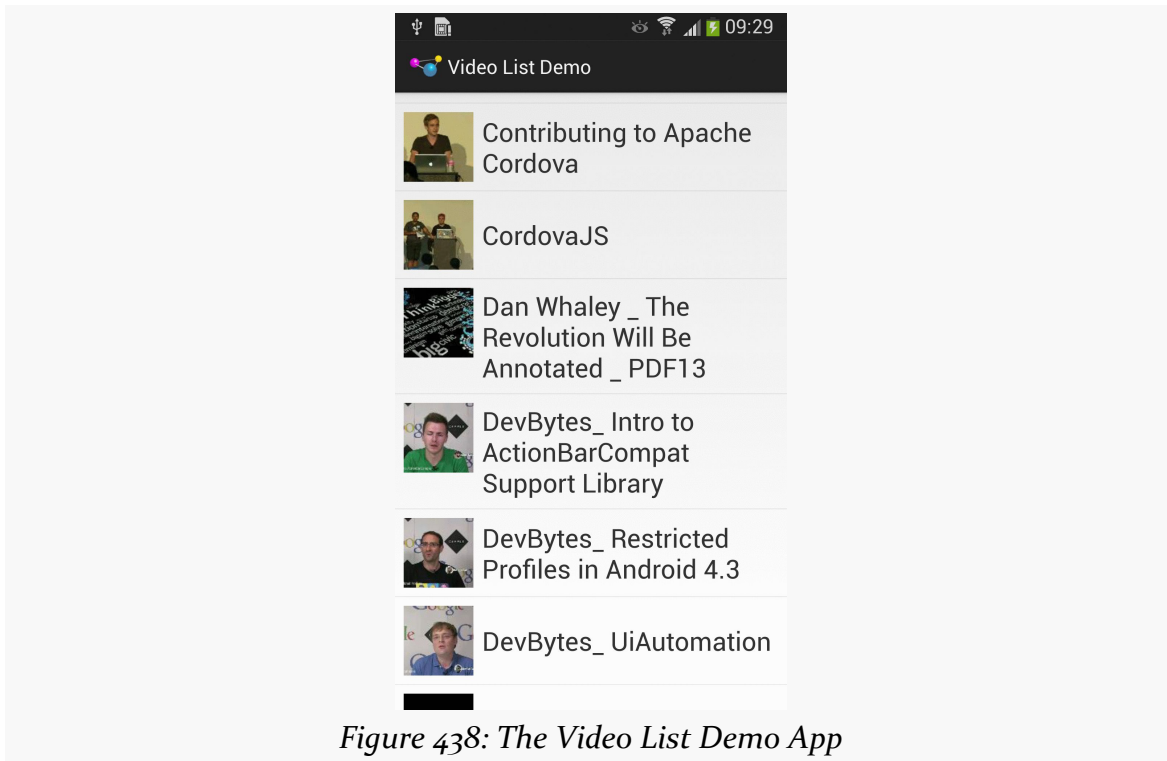 09:29
Video List Demo
Contributing to Apache
Cordova
CordovaJS
Dan Whaley _ The
Revolution Will Be
Annotated _ PDF13
big
DevBytes_ Intro to
ActionBarCompat
Support Library
DevBytes_ Restricted
Profiles in Android 4.3
Google
DevBytes_ UiAutomation
Figure 438: The Video List Demo App